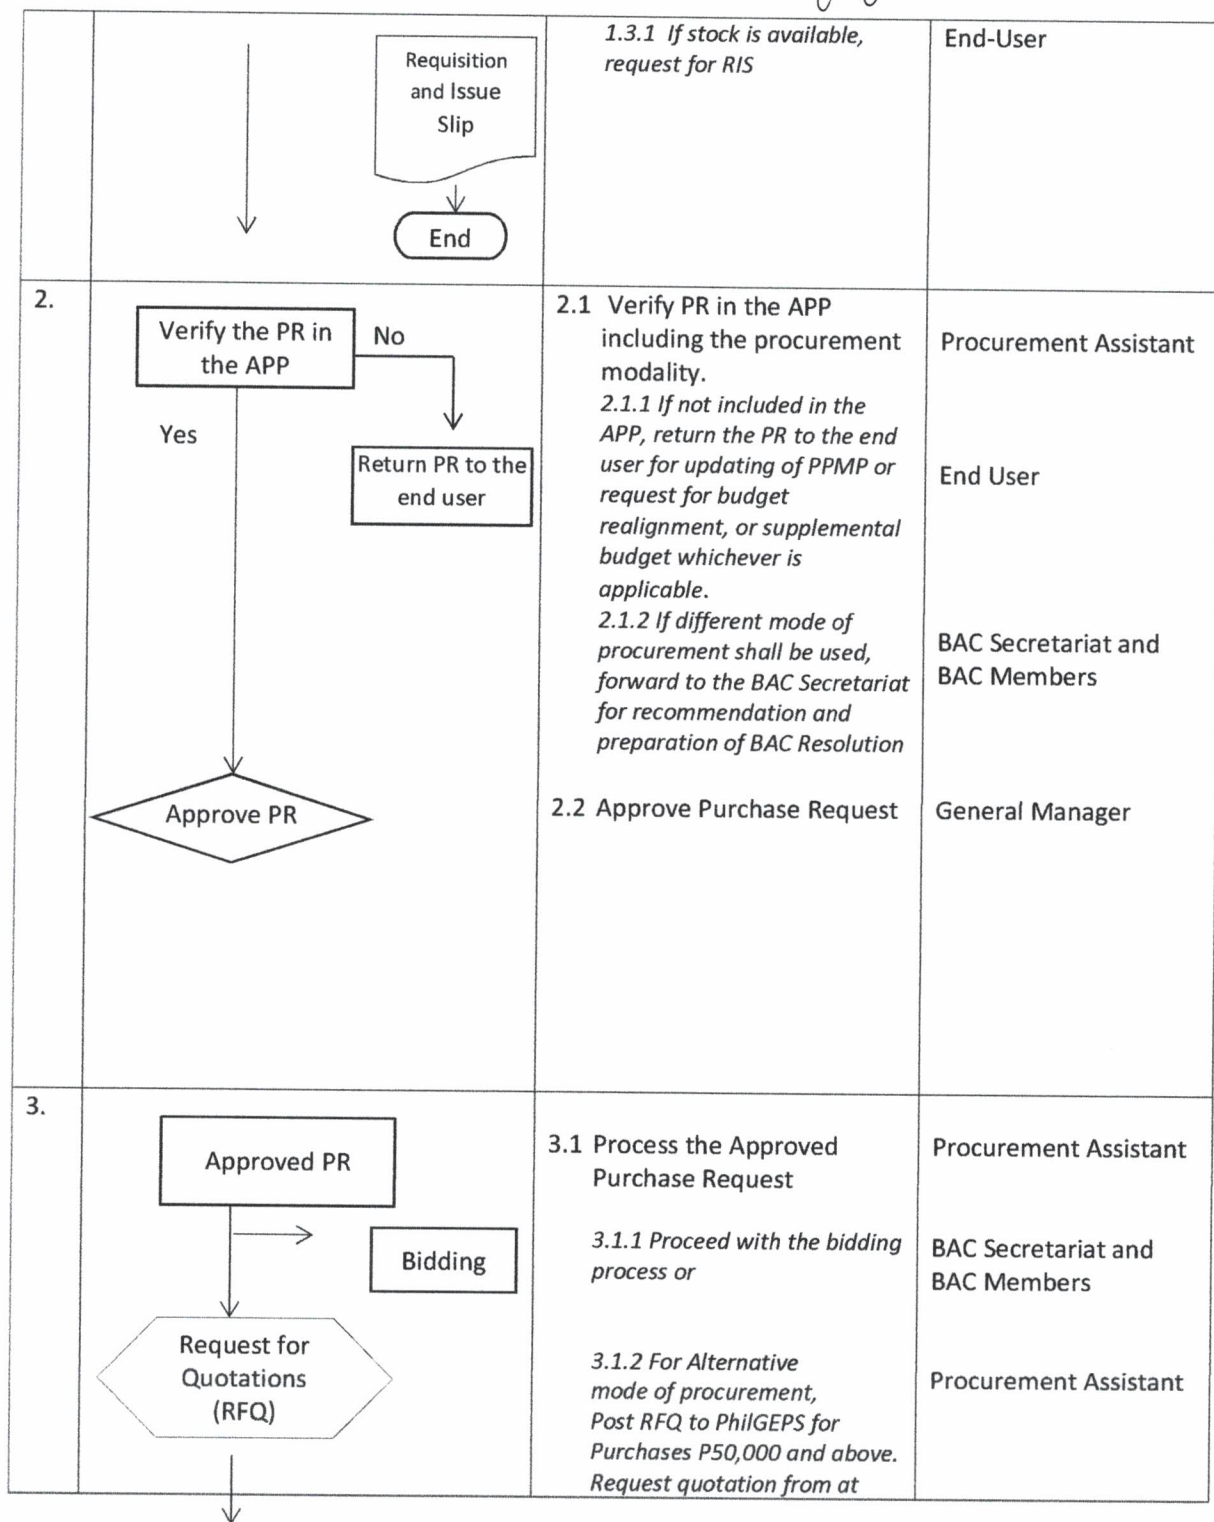 Requisition
and Issue
Slip
End
1.3.1 If stock is available,
request for RIS
End-User
2.
Verify the PR in
the APP
No
Yes
Return PR to the
end user
Approve PR
2.1 Verify PR in the APP
including the procurement
modality.
2.1.1 If not included in the
APP, return the PR to the end
user for updating of PPMP or
request for budget
realignment, or supplemental
budget whichever is
applicable.
2.1.2 If different mode of
procurement shall be used,
forward to the BAC Secretariat
for recommendation and
preparation of BAC Resolution
2.2 Approve Purchase Request
Procurement Assistant
End User
BAC Secretariat and
BAC Members
General Manager
3.
Approved PR
Bidding
Request for
Quotations
(RFQ)
3.1 Process the Approved
Purchase Request
3.1.1 Proceed with the bidding
process or
3.1.2 For Alternative
mode of procurement,
Post RFQ to PhilGEPS for
Purchases P50,000 and above.
Request quotation from at
Procurement Assistant
BAC Secretariat and
BAC Members
Procurement Assistant